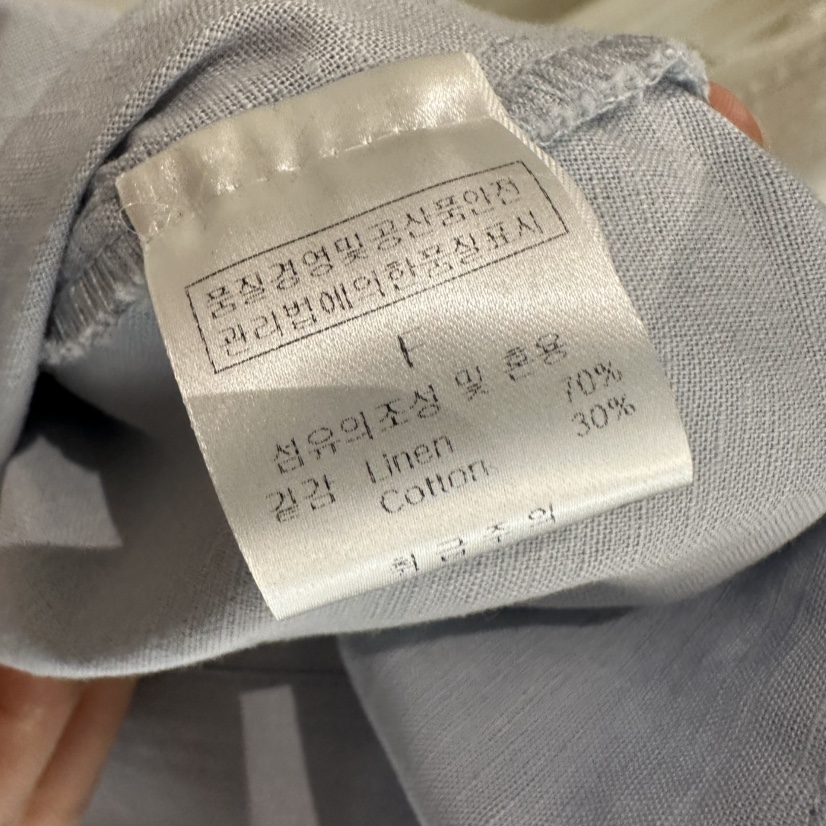 품질경영및공산품안전
관리법에의한품질표시
F
섬유의조성 및 혼용
겉감 Linen 70%
Cotton 30%
취급주의